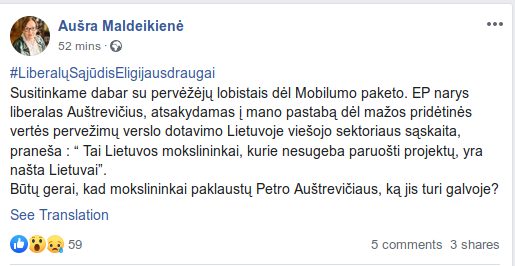 Aušra Maldeikienė
52 mins ·
#LiberalųSąjūdisEligijausdraugai
Susitinkame dabar su pervėžėjų lobistais dėl Mobilumo paketo. EP narys
liberalas Auštrevičius, atsakydamas į mano pastabą dėl mažos pridėtinės
vertės pervežimų verslo dotavimo Lietuvoje viešojo sektoriaus sąskaita,
praneša : “ Tai Lietuvos mokslininkai, kurie nesugeba paruošti projektų, yra
našta Lietuvai”.
Būtų gerai, kad mokslininkai paklaustų Petro Auštrevičiaus, ką jis turi galvoje?
See Translation
59
5 comments 3 shares